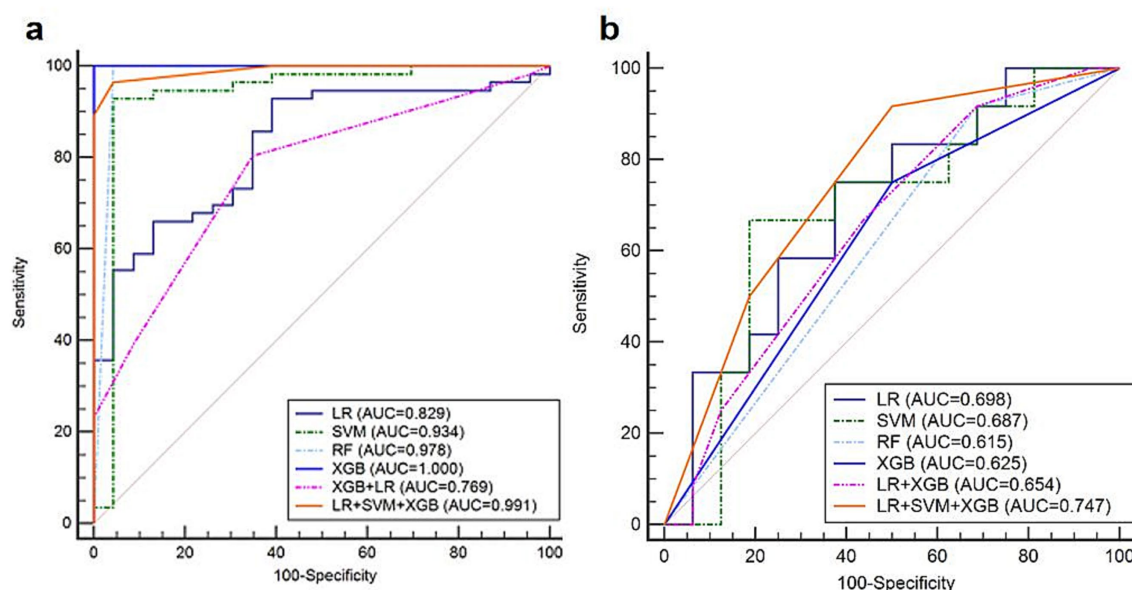 a
100
80
60
40
20
0
Sensitivity
0 20 40 60 80 100
100-Specificity
LR (AUC=0.829)
SVM (AUC=0.934)
RF (AUC=0.978)
XGB (AUC=1.000)
XGB+LR (AUC=0.769)
LR+SVM+XGB (AUC=0.991)
b
100
80
60
40
20
0
Sensitivity
0 20 40 60 80 100
100-Specificity
LR (AUC=0.698)
SVM (AUC=0.687)
RF (AUC=0.615)
XGB (AUC=0.625)
LR+XGB (AUC=0.654)
LR+SVM+XGB (AUC=0.747)